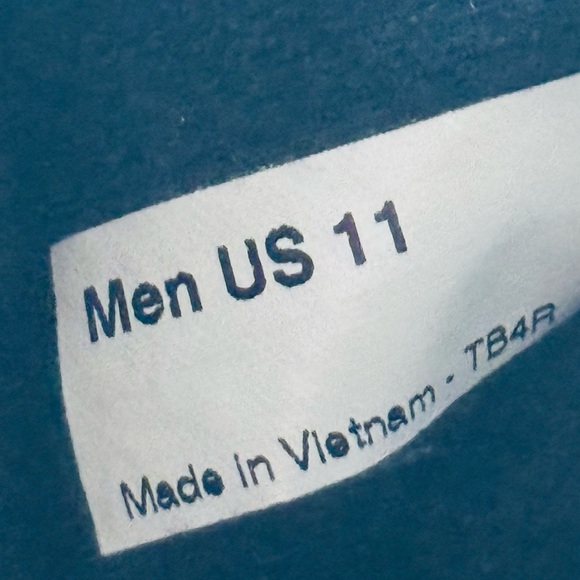 Men US 11
Made in Vietnam - TB4R